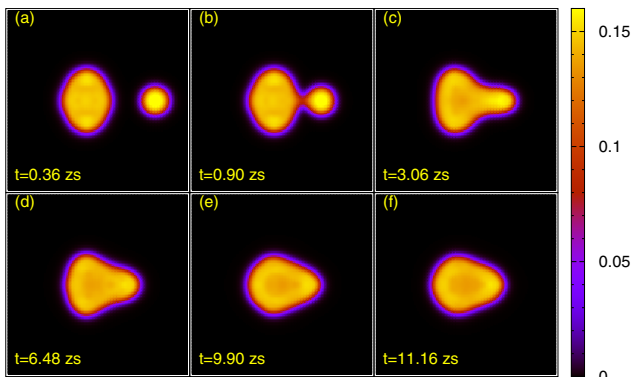 (a)
t=0.36 zs
(b)
t=0.90 zs
(c)
t=3.06 zs
(d)
t=6.48 zs
(e)
t=9.90 zs
(f)
t=11.16 zs
0.15
0.1
0.05
0